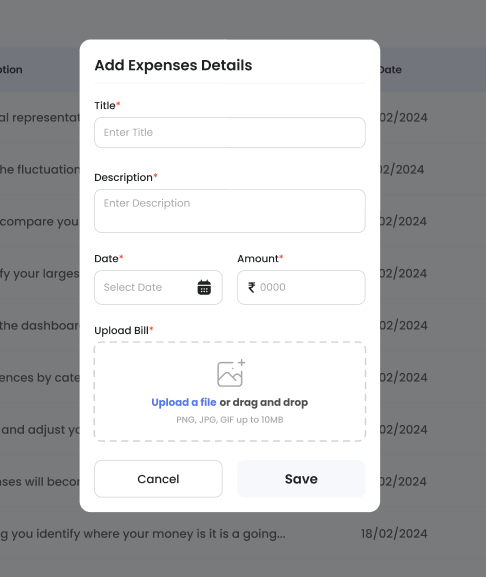 Add Expenses Details
ption Date
Title*
Enter Title
al representat 02/2024
he fluctuation 02/2024
Description*
Enter Description
compare you 02/2024
Date* Amount*
fy your larges 02/2024
Select Date ₹ 0000
the dashboar 02/2024
Upload Bill*
ences by cate 02/2024
Upload a file or drag and drop
PNG, JPG, GIF up to 10MB
and adjust yo 02/2024
Cancel Save
nses will becor 02/2024
g you identify where your money is it is a going... 18/02/2024